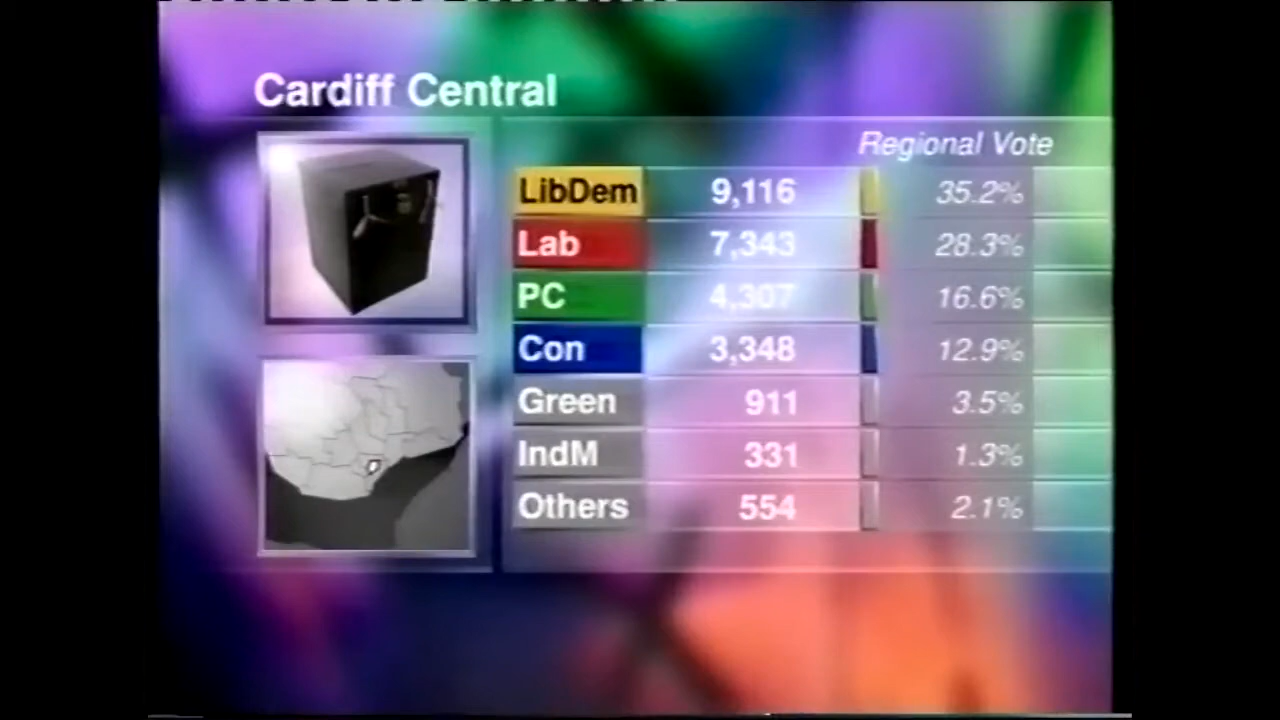 Cardiff Central
Regional Vote
LibDem 9,116 35.2%
Lab 7,343 28.3%
PC 4,307 16.6%
Con 3,348 12.9%
Green 911 3.5%
IndM 331 1.3%
Others 554 2.1%